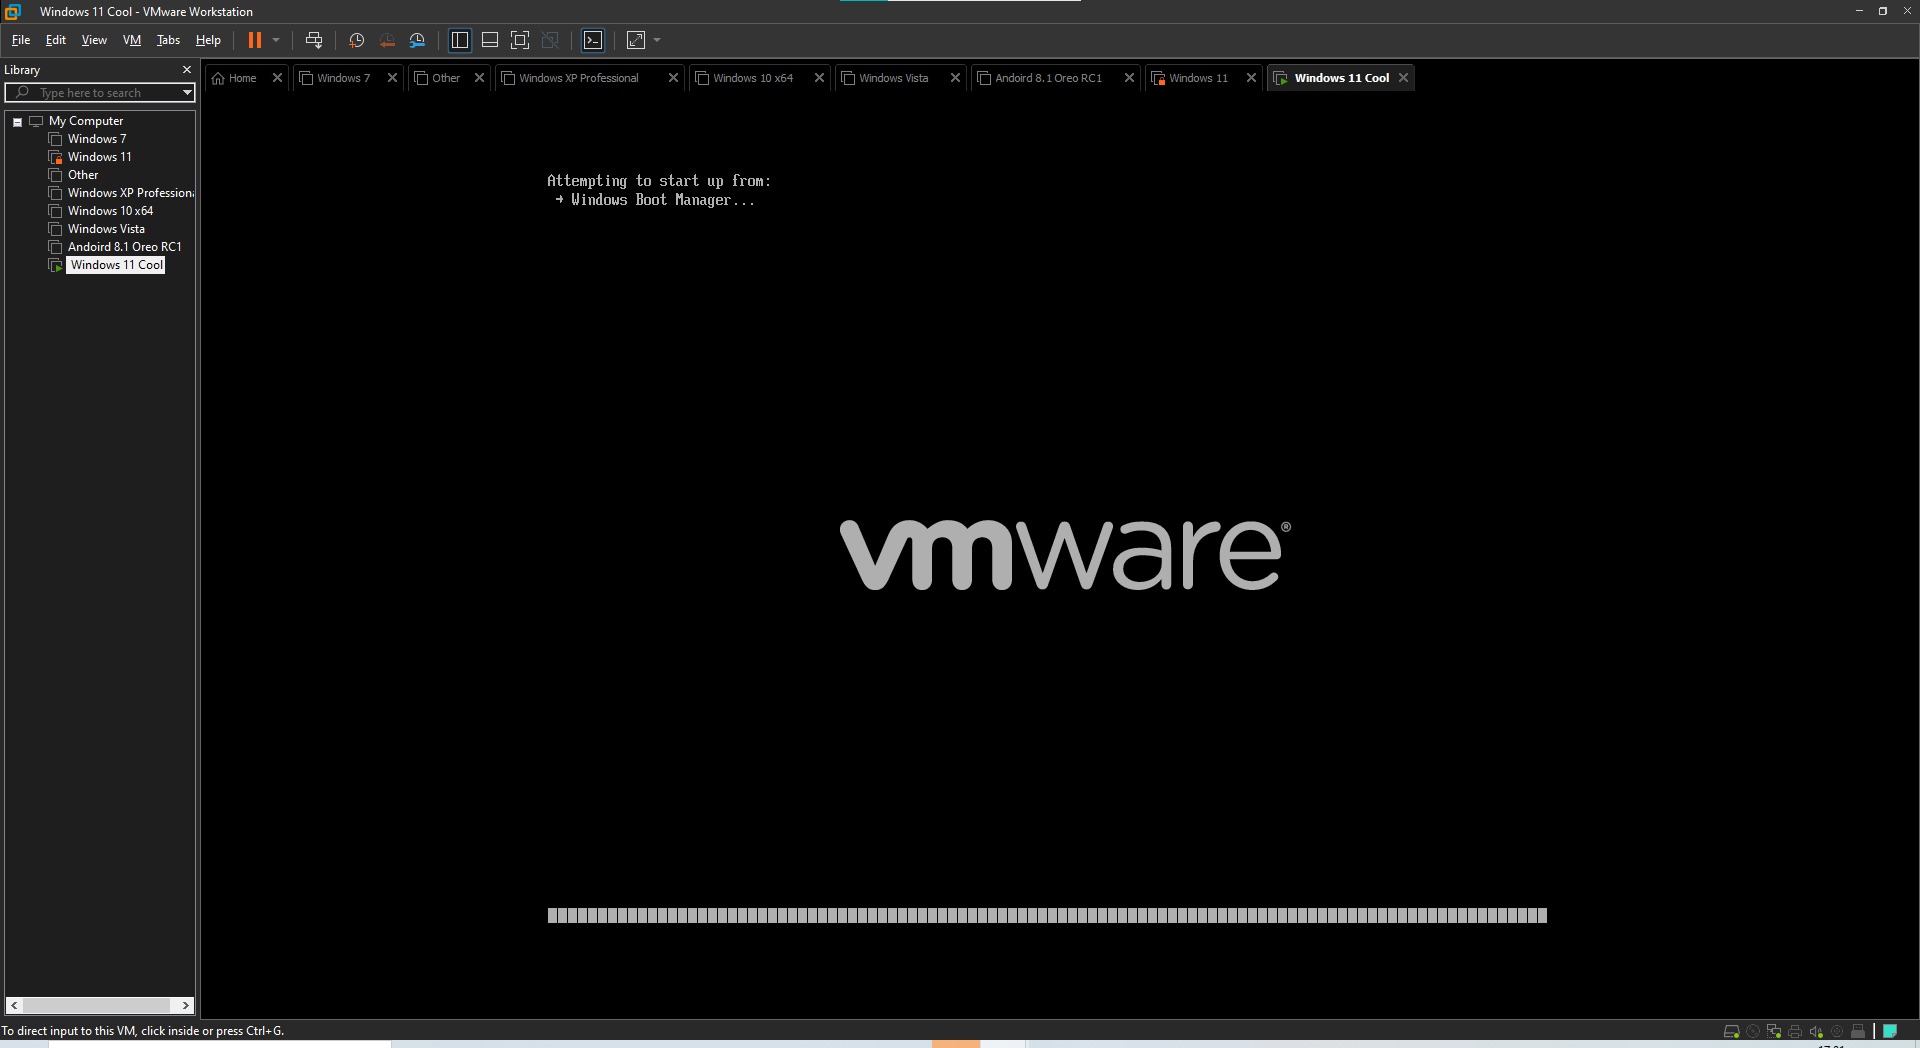 Windows 11 Cool - VMware Workstation
File Edit View VM Tabs Help
Library
Type here to search
My Computer
Windows 7
Windows 11
Other
Windows XP Professiona
Windows 10 x64
Windows Vista
Andoird 8.1 Oreo RC1
Windows 11 Cool
Home Windows 7 Other Windows XP Professional Windows 10 x64 Windows Vista Andoird 8.1 Oreo RC1 Windows 11 Windows 11 Cool
Attempting to start up from:
→ Windows Boot Manager...
vmware®
To direct input to this VM, click inside or press Ctrl+G.